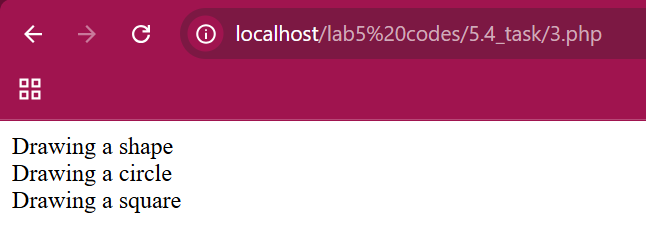 localhost/lab5%20codes/5.4_task/3.php
Drawing a shape
Drawing a circle
Drawing a square